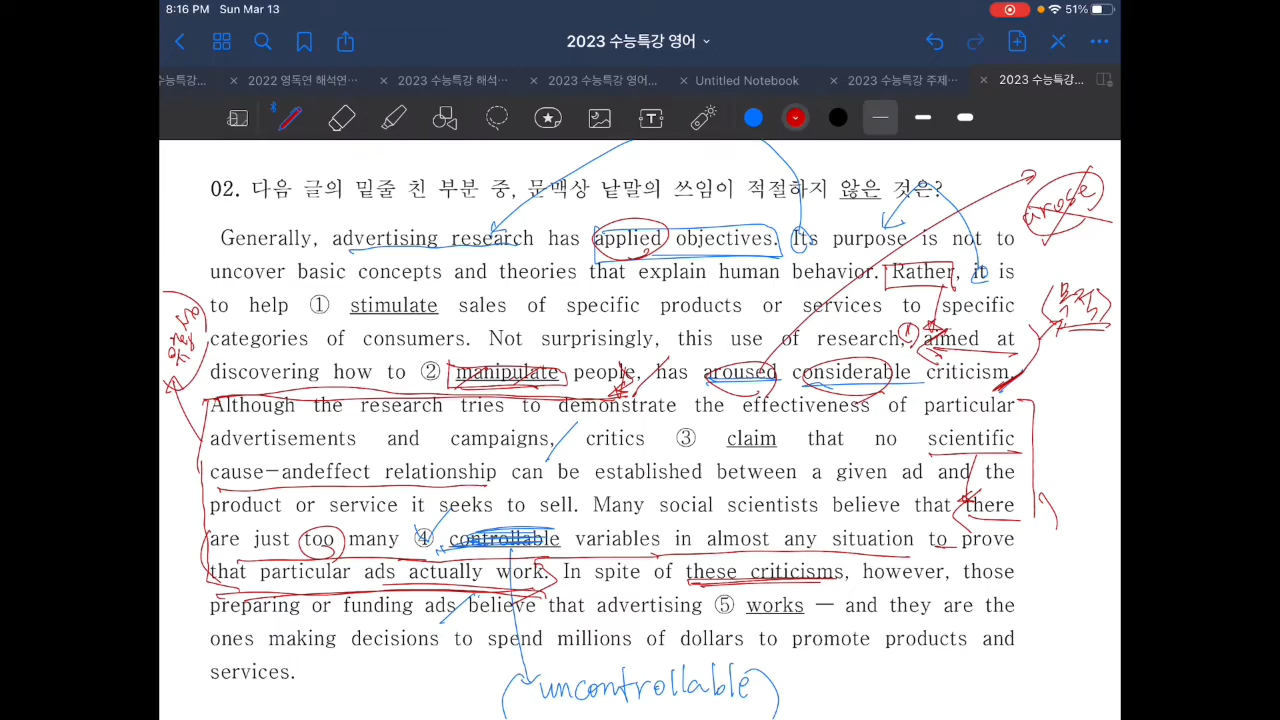 8:16 PM Sun Mar 13
51%
2023 수능특강 영어
수능특강...
2022 영독연 해석연...
2023 수능특강 해석...
2023 수능특강 영어...
Untitled Notebook
2023 수능특강 주제...
2023 수능특강...
02. 다음 글의 밑줄 친 부분 중, 문맥상 낱말의 쓰임이 적절하지 않은 것은?
arose
Generally, advertising research has applied objectives. Its purpose is not to
uncover basic concepts and theories that explain human behavior. Rather, it is
to help ① stimulate sales of specific products or services to specific
categories of consumers. Not surprisingly, this use of research, aimed at
discovering how to ② manipulate people, has aroused considerable criticism.
Although the research tries to demonstrate the effectiveness of particular
advertisements and campaigns, critics ③ claim that no scientific
cause-andeffect relationship can be established between a given ad and the
product or service it seeks to sell. Many social scientists believe that there
are just too many ④ controllable variables in almost any situation to prove
that particular ads actually work. In spite of these criticisms, however, those
preparing or funding ads believe that advertising ⑤ works — and they are the
ones making decisions to spend millions of dollars to promote products and
services.
(uncontrollable)